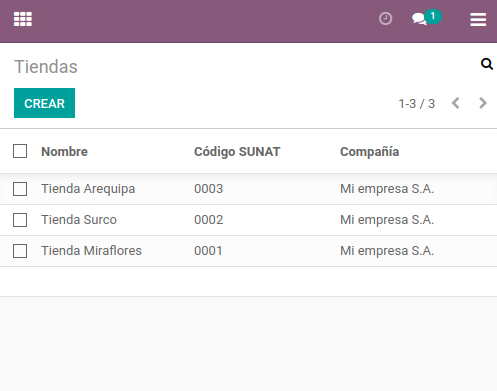 1
Tiendas
CREAR
1-3 / 3
Nombre Código SUNAT Compañía
Tienda Arequipa 0003 Mi empresa S.A.
Tienda Surco 0002 Mi empresa S.A.
Tienda Miraflores 0001 Mi empresa S.A.